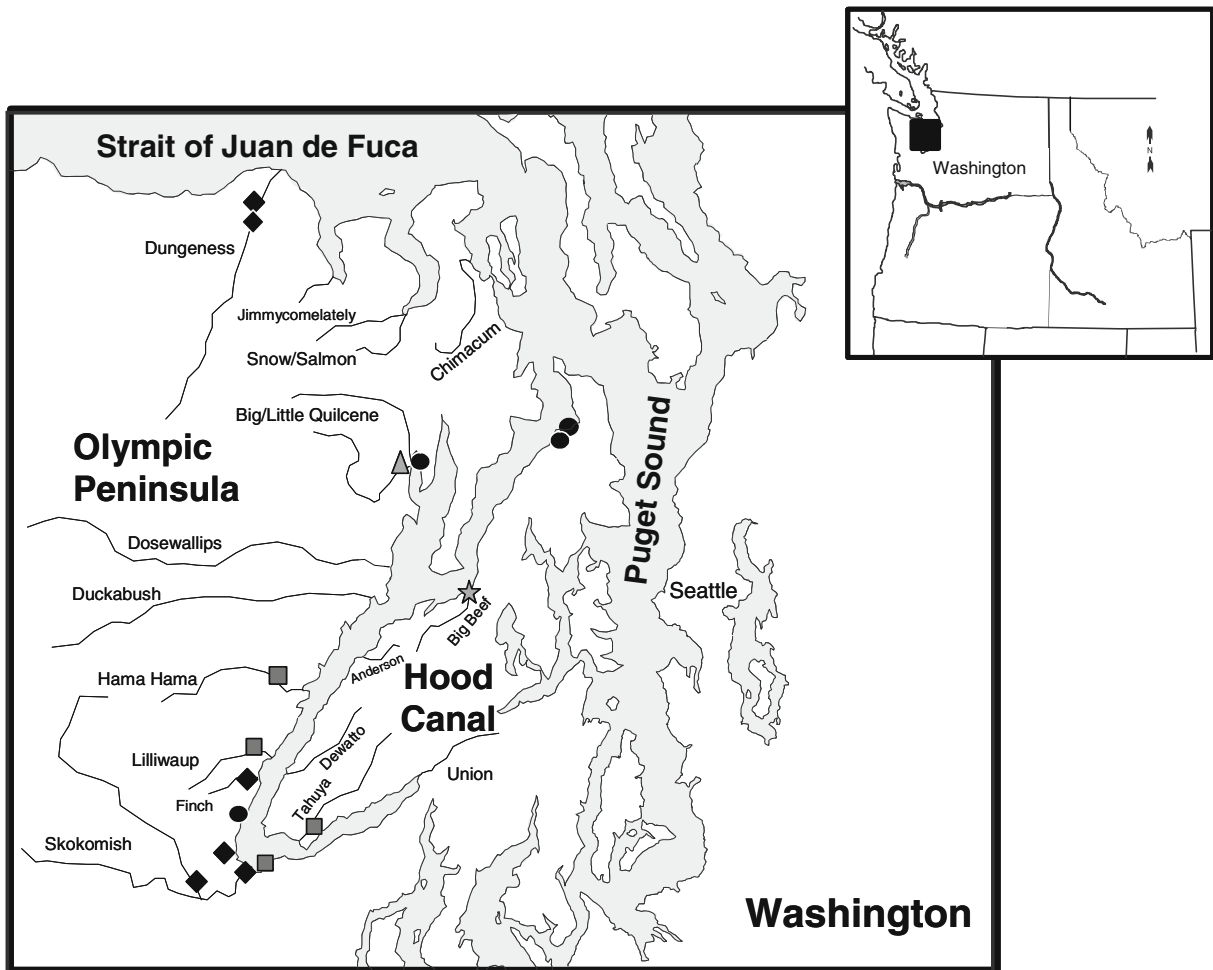 Strait of Juan de Fuca
N
Washington
Dungeness
Jimmycomelately
Snow/Salmon
Chimacum
Big/Little Quilcene
Olympic
Peninsula
Puget Sound
Dosewallips
Duckabush
Seattle
Big Beef
Anderson
Hama Hama
Hood
Canal
Lilliwaup
Dewatto
Tahuya
Union
Finch
Skokomish
Washington